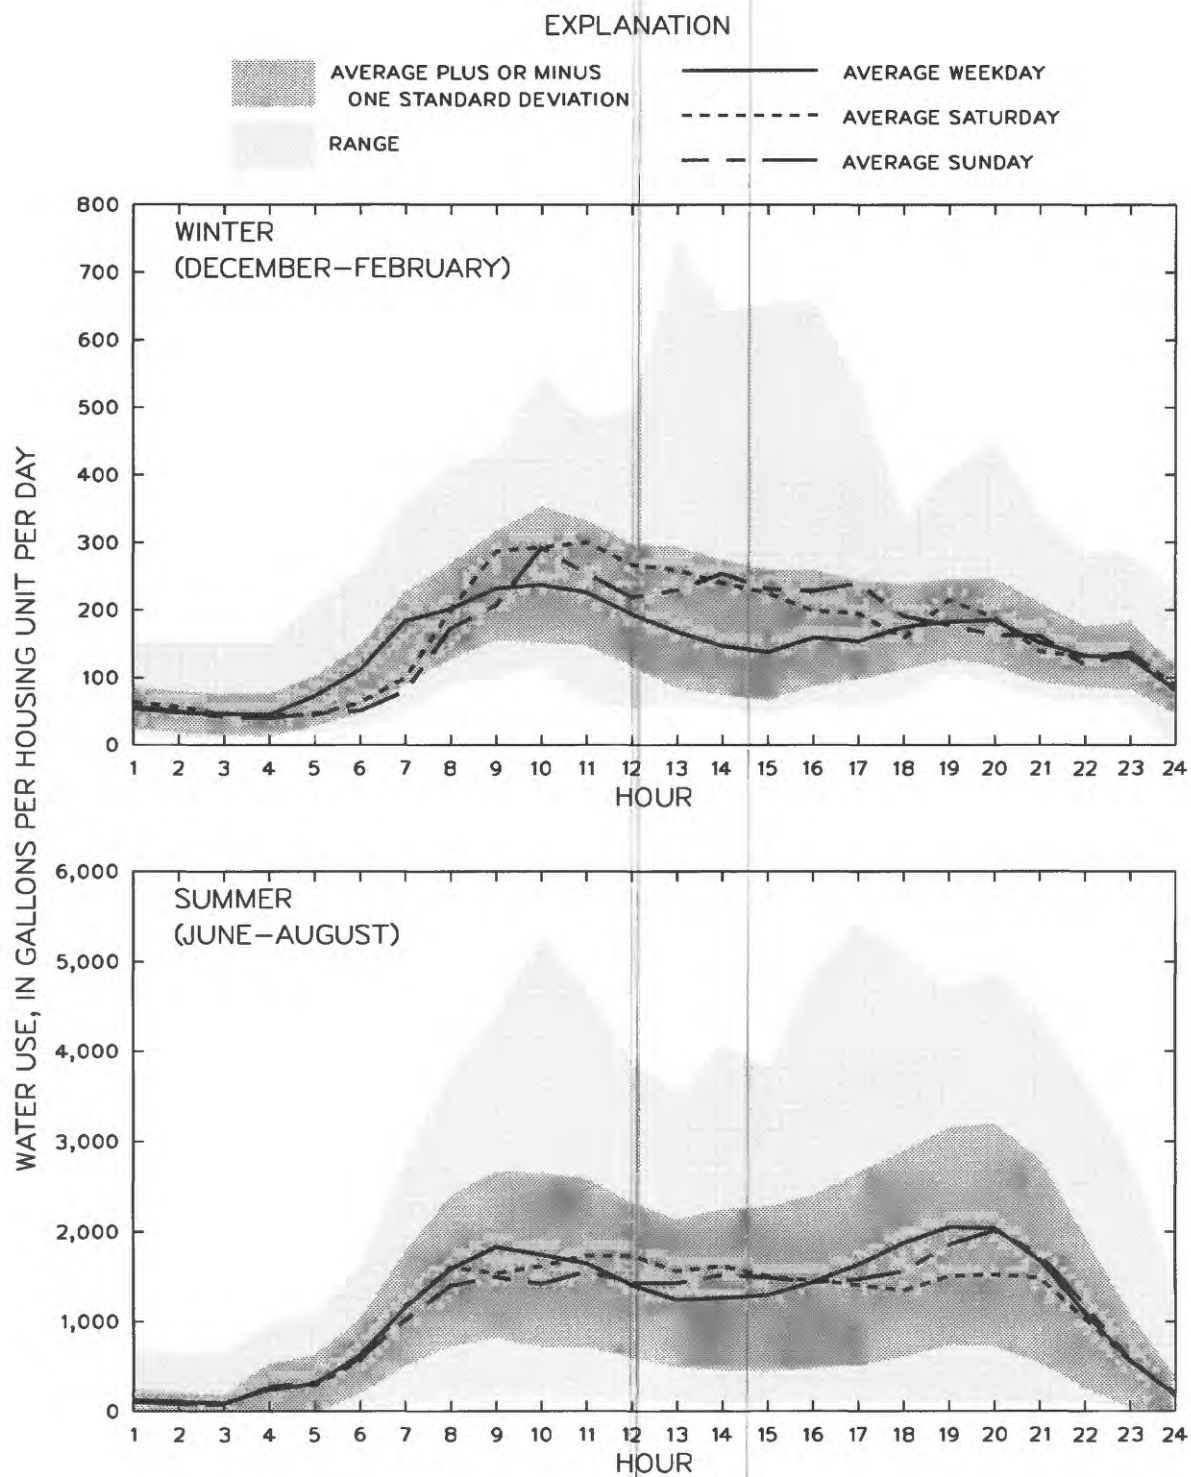 EXPLANATION
AVERAGE PLUS OR MINUS
ONE STANDARD DEVIATION
RANGE
AVERAGE WEEKDAY
AVERAGE SATURDAY
AVERAGE SUNDAY
WATER USE, IN GALLONS PER HOUSING UNIT PER DAY
WINTER
(DECEMBER–FEBRUARY)
800
700
600
500
400
300
200
100
0
1 2 3 4 5 6 7 8 9 10 11 12 13 14 15 16 17 18 19 20 21 22 23 24
HOUR
SUMMER
(JUNE–AUGUST)
6,000
5,000
4,000
3,000
2,000
1,000
0
1 2 3 4 5 6 7 8 9 10 11 12 13 14 15 16 17 18 19 20 21 22 23 24
HOUR